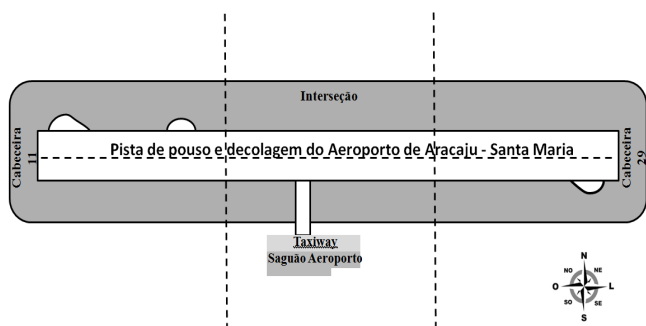 Interseção
Cabeceira
11
Pista de pouso e decolagem do Aeroporto de Aracaju - Santa Maria
Cabeceira
29
Taxiway
Saguão Aeroporto
N
NO
NE
O
L
SO
SE
S